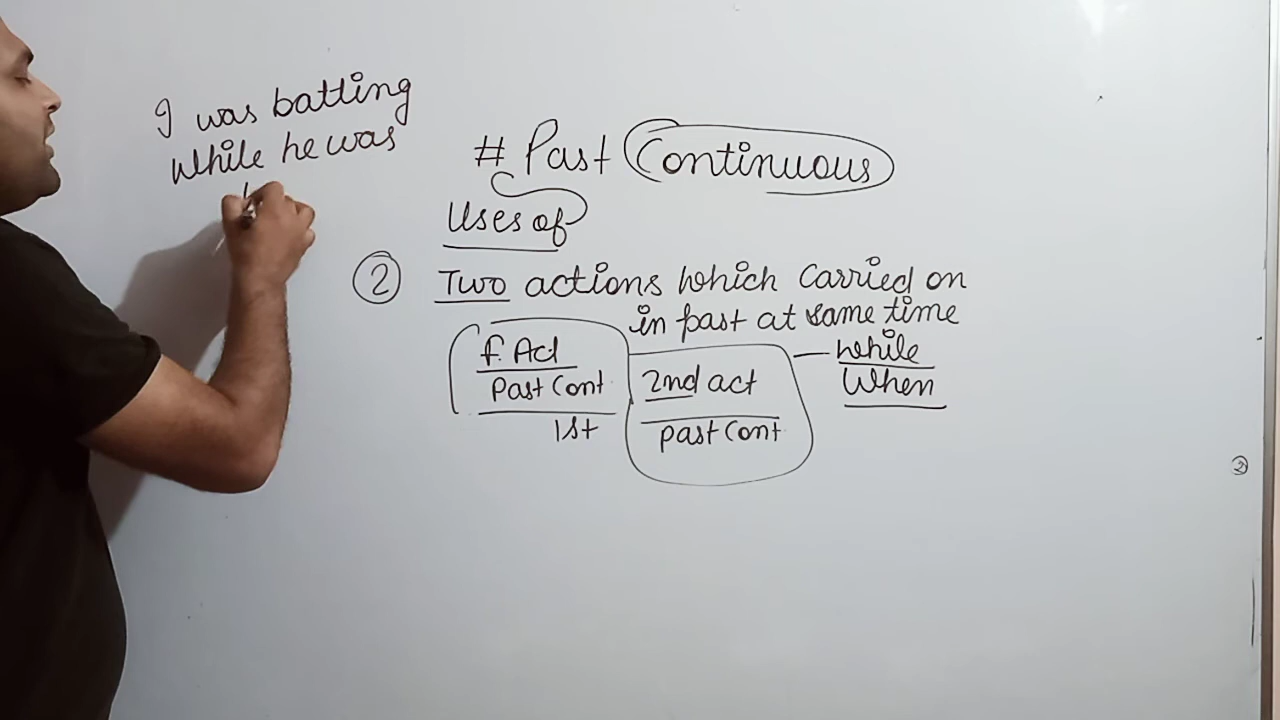 I was batting
while he was
# Past Continuous
Uses of
② Two actions which carried on
in past at same time
f. Act
Past Cont
1st
2nd act
past Cont
while
When
②